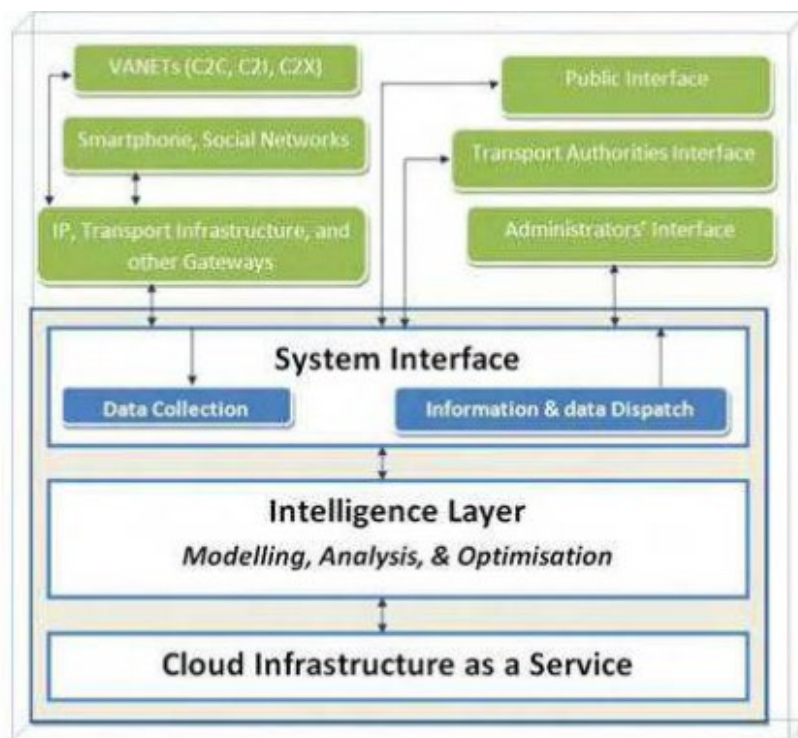 VANETs (C2C, C2I, C2X)
Smartphone, Social Networks
IP, Transport Infrastructure, and
other Gateways
Public Interface
Transport Authorities Interface
Administrators' Interface
System Interface
Data Collection
Information & data Dispatch
Intelligence Layer
Modelling, Analysis, & Optimisation
Cloud Infrastructure as a Service